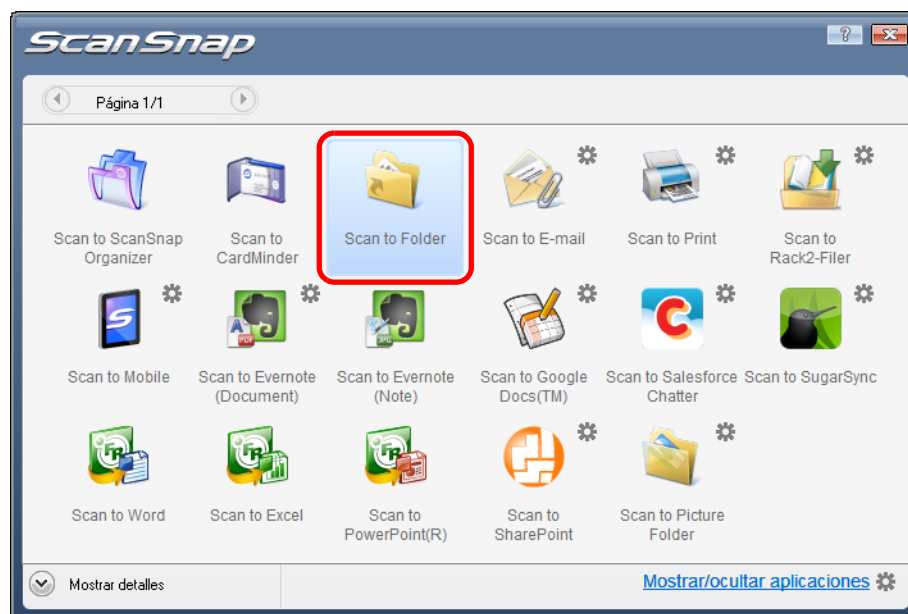 ScanSnap
?
Página 1/1
Scan to ScanSnap
Organizer
Scan to
CardMinder
Scan to Folder
Scan to E-mail
Scan to Print
Scan to
Rack2-Filer
Scan to Mobile
Scan to Evernote
(Document)
Scan to Evernote
(Note)
Scan to Google
Docs(TM)
Scan to Salesforce
Chatter
Scan to SugarSync
Scan to Word
Scan to Excel
Scan to
PowerPoint(R)
Scan to
SharePoint
Scan to Picture
Folder
Mostrar detalles
Mostrar/ocultar aplicaciones